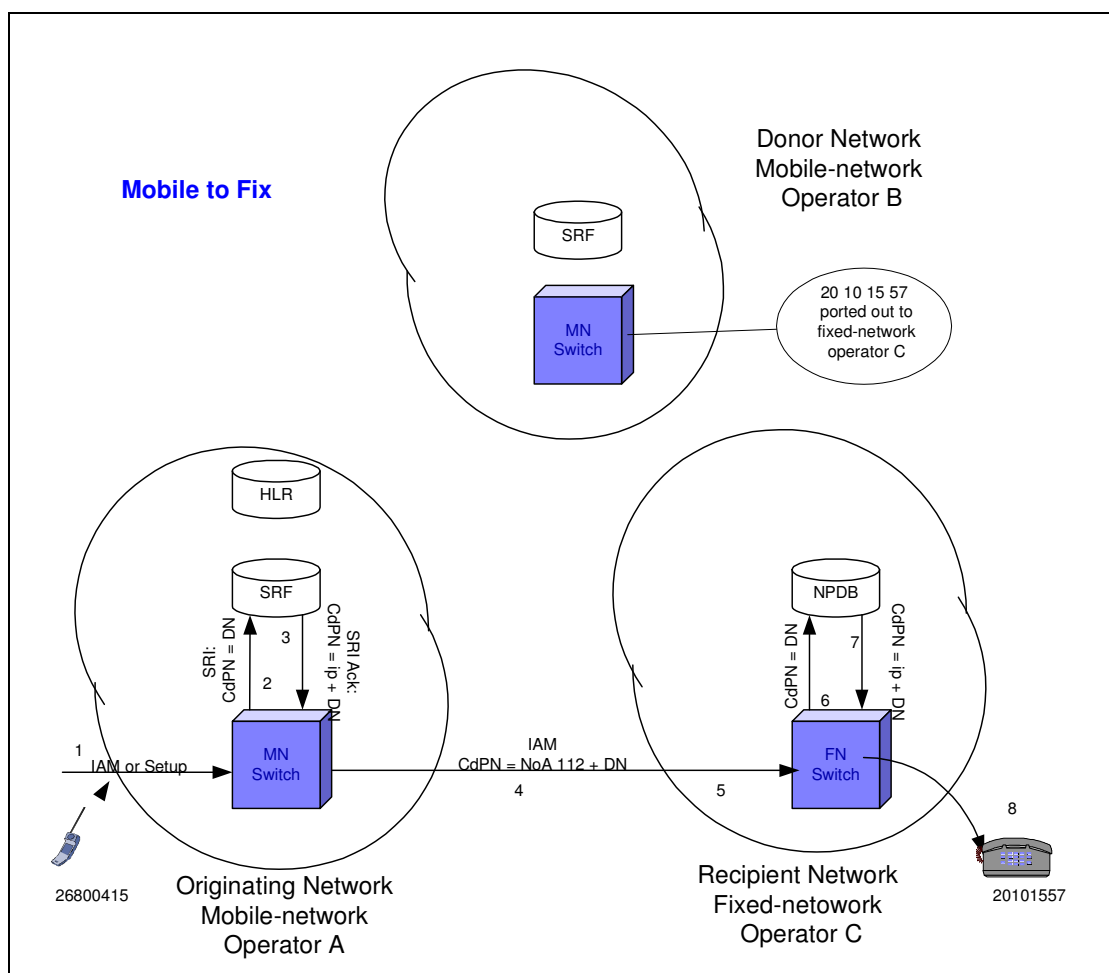 Donor Network
Mobile-network
Operator B
Mobile to Fix
SRF
MN
Switch
20 10 15 57
ported out to
fixed-network
operator C
HLR
SRF
SRI:
CdPN = DN
2
3
SRI Ack:
CdPN = ip + DN
MN
Switch
1
IAM or Setup
26800415
Originating Network
Mobile-network
Operator A
IAM
CdPN = NoA 112 + DN
4
5
NPDB
CdPN = DN
6
7
CdPN = ip + DN
FN
Switch
8
20101557
Recipient Network
Fixed-netowork
Operator C